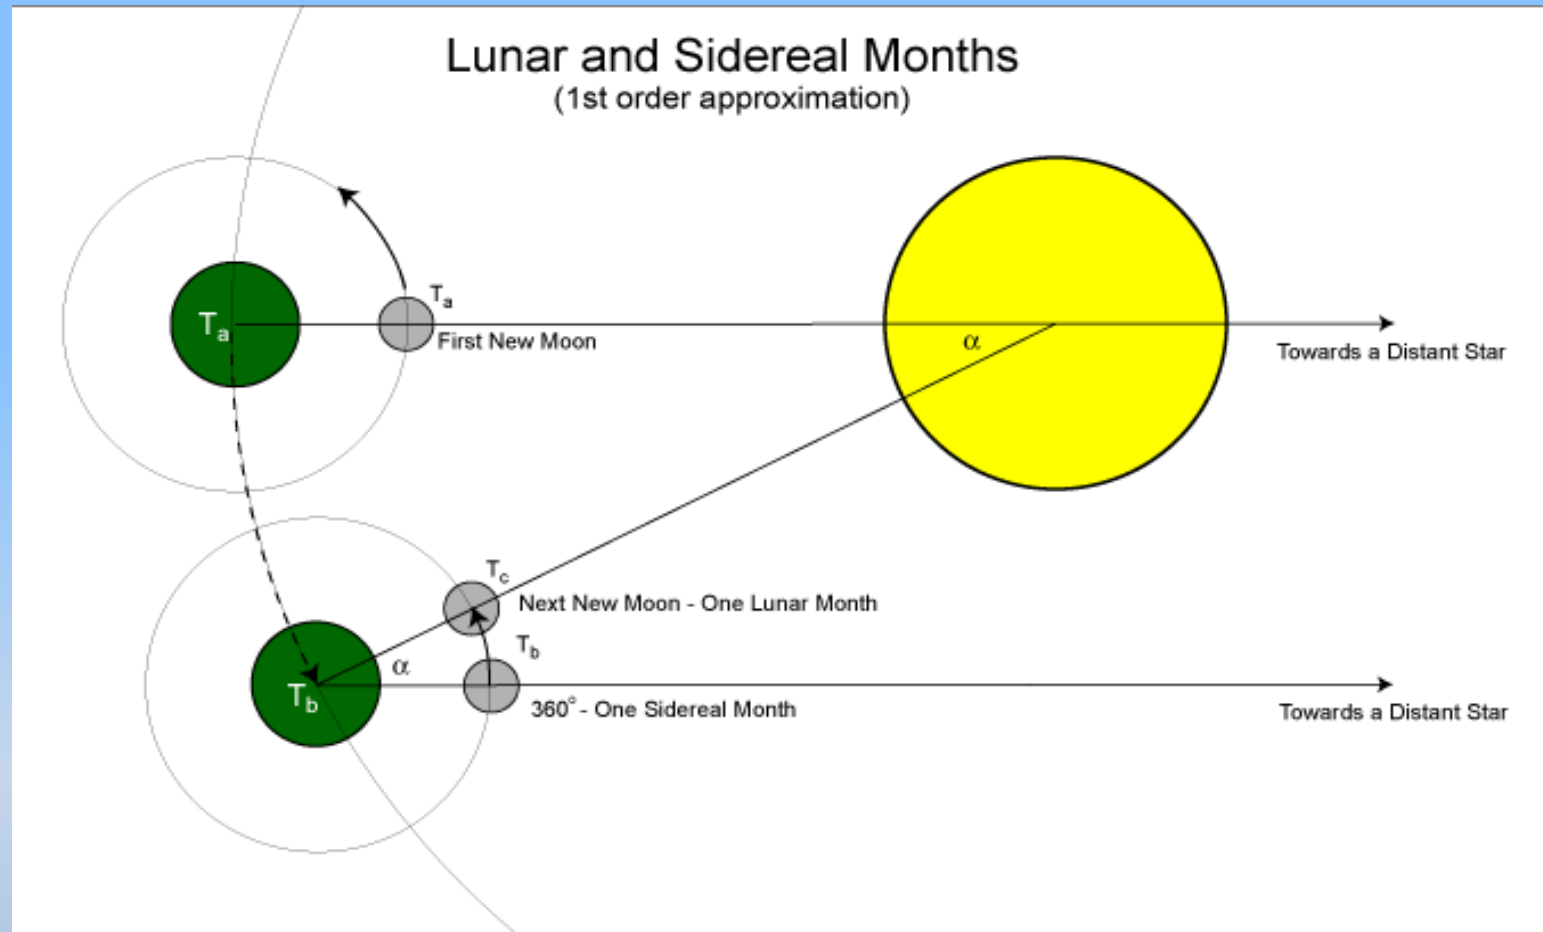 Lunar and Sidereal Months
(1st order approximation)
Ta
Ta
First New Moon
α
Towards a Distant Star
Tc
Next New Moon - One Lunar Month
Tb
α
Tb
360° - One Sidereal Month
Towards a Distant Star